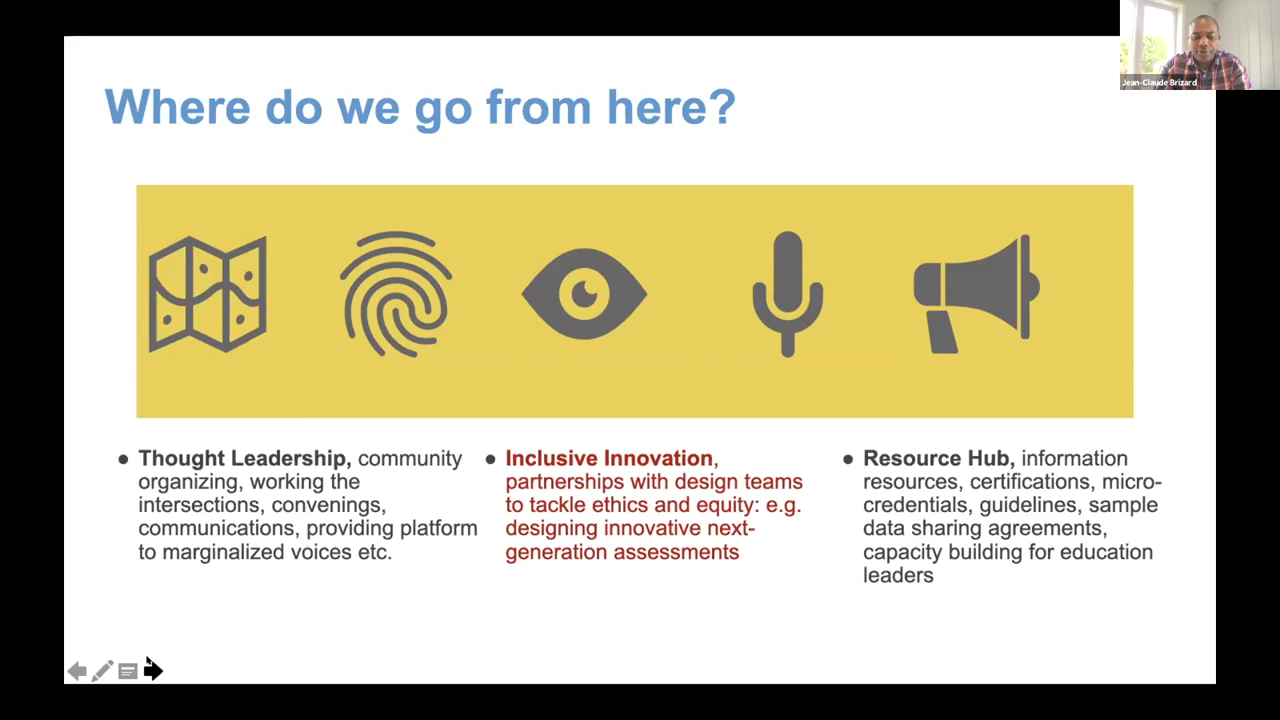 Jean-Claude Brizard
Where do we go from here?
● Thought Leadership, community
organizing, working the
intersections, convenings,
communications, providing platform
to marginalized voices etc.
● Inclusive Innovation,
partnerships with design teams
to tackle ethics and equity: e.g.
designing innovative next-
generation assessments
● Resource Hub, information
resources, certifications, micro-
credentials, guidelines, sample
data sharing agreements,
capacity building for education
leaders